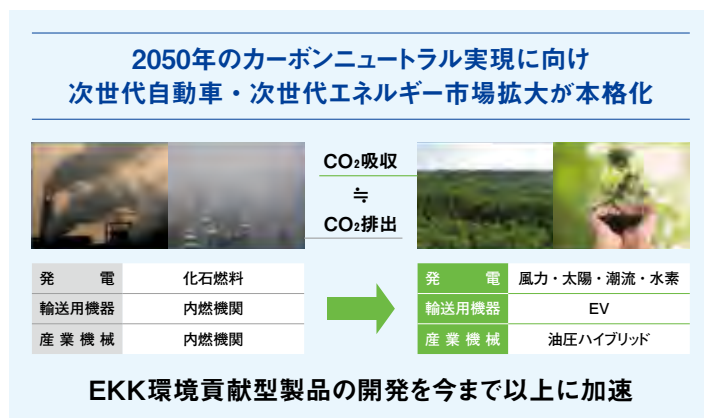 2050年のカーボンニュートラル実現に向け
次世代自動車・次世代エネルギー市場拡大が本格化
CO₂吸収
≒
CO₂排出
発電 化石燃料
輸送用機器 内燃機関
産業機械 内燃機関
発電 風力・太陽・潮流・水素
輸送用機器 EV
産業機械 油圧ハイブリッド
EKK環境貢献型製品の開発を今まで以上に加速